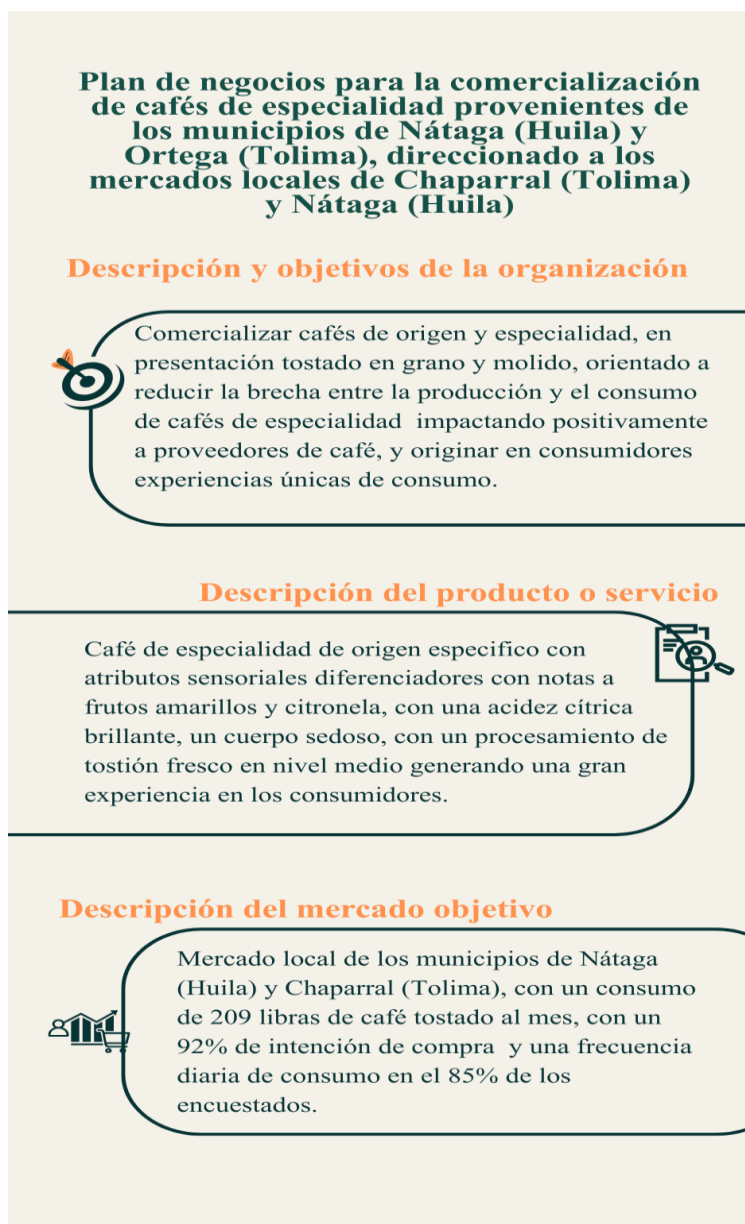 Plan de negocios para la comercialización
de cafés de especialidad provenientes de
los municipios de Nátaga (Huila) y
Ortega (Tolima), direccionado a los
mercados locales de Chaparral (Tolima)
y Nátaga (Huila)
Descripción y objetivos de la organización
Comercializar cafés de origen y especialidad, en
presentación tostado en grano y molido, orientado a
reducir la brecha entre la producción y el consumo
de cafés de especialidad impactando positivamente
a proveedores de café, y originar en consumidores
experiencias únicas de consumo.
Descripción del producto o servicio
Café de especialidad de origen especifico con
atributos sensoriales diferenciadores con notas a
frutos amarillos y citronela, con una acidez cítrica
brillante, un cuerpo sedoso, con un procesamiento de
tostión fresco en nivel medio generando una gran
experiencia en los consumidores.
Descripción del mercado objetivo
Mercado local de los municipios de Nátaga
(Huila) y Chaparral (Tolima), con un consumo
de 209 libras de café tostado al mes, con un
92% de intención de compra y una frecuencia
diaria de consumo en el 85% de los
encuestados.